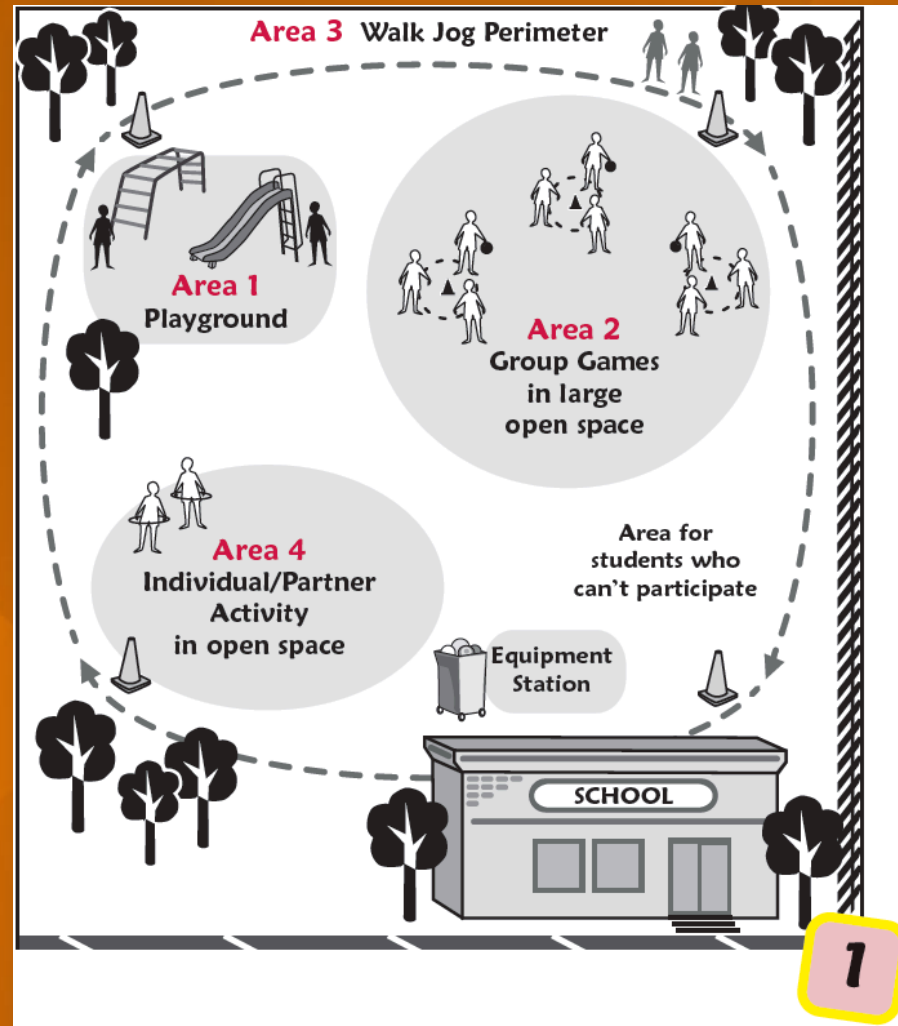 Area 3 Walk Jog Perimeter
Area 1
Playground
Area 2
Group Games
in large
open space
Area 4
Individual/Partner
Activity
in open space
Area for
students who
can't participate
Equipment
Station
SCHOOL
1